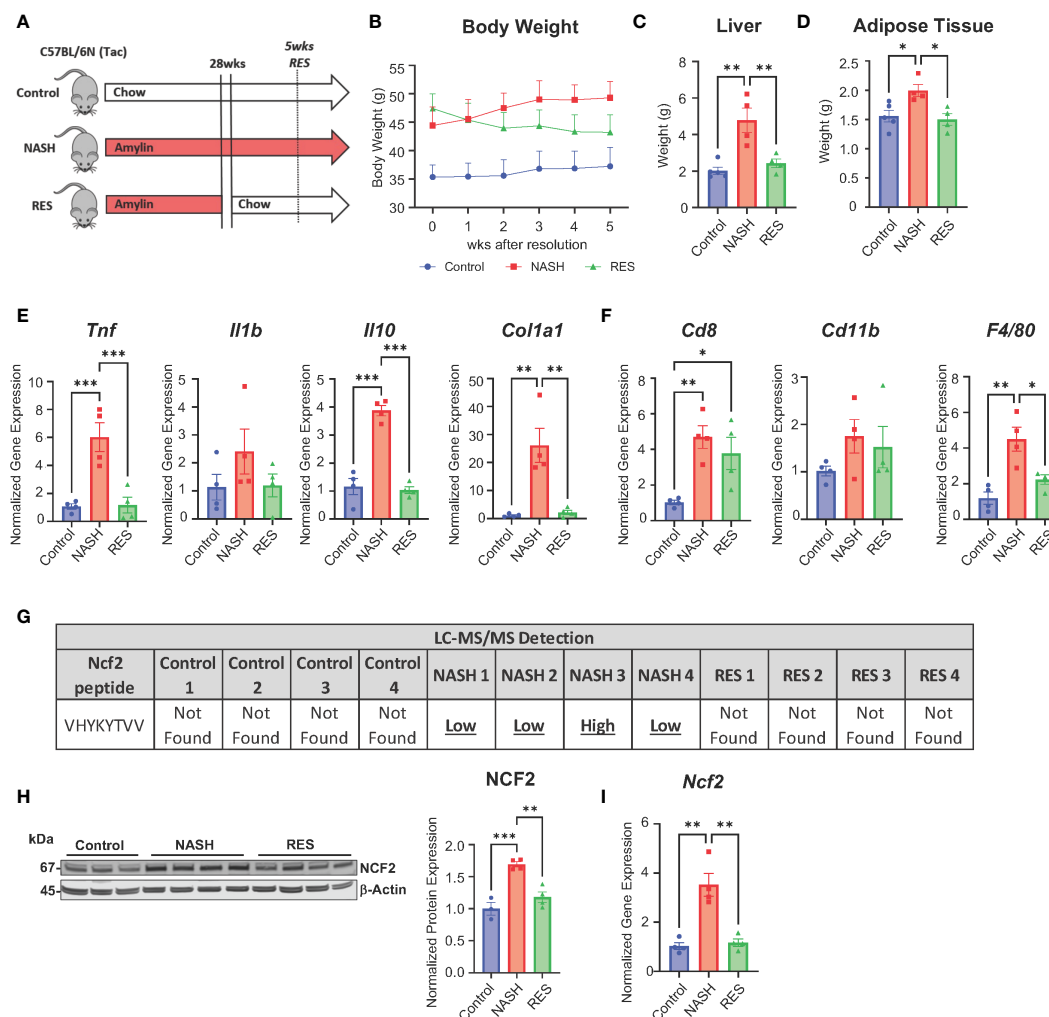 A
C57BL/6N (Tac)
28wks
5wks
RES
Control
Chow
NASH
Amylin
RES
Amylin
Chow
B
Body Weight
Body Weight (g)
55
50
45
40
35
30
0 1 2 3 4 5
wks after resolution
Control NASH RES
C
Liver
Weight (g)
8
6
4
2
0
** **
Control NASH RES
D
Adipose Tissue
Weight (g)
2.5
2.0
1.5
1.0
0.5
0.0
* *
Control NASH RES
E
Tnf
Normalized Gene Expression
10
8
6
4
2
0
*** ***
Control NASH RES
Il1b
Normalized Gene Expression
5
4
3
2
1
0
Control NASH RES
Il10
Normalized Gene Expression
5
4
3
2
1
0
*** ***
Control NASH RES
Col1a1
Normalized Gene Expression
50
40
30
20
10
0
** **
Control NASH RES
F
Cd8
Normalized Gene Expression
8
6
4
2
0
*
**
Control NASH RES
Cd11b
Normalized Gene Expression
3
2
1
0
Control NASH RES
F4/80
Normalized Gene Expression
8
6
4
2
0
** *
Control NASH RES
G
LC-MS/MS Detection
Ncf2 peptide Control 1 Control 2 Control 3 Control 4 NASH 1 NASH 2 NASH 3 NASH 4 RES 1 RES 2 RES 3 RES 4
VHYKYTVV Not Found Not Found Not Found Not Found Low Low High Low Not Found Not Found Not Found Not Found
H
kDa
Control NASH RES
67 NCF2
45 β-Actin
NCF2
Normalized Protein Expression
2.0
1.5
1.0
0.5
0.0
*** **
Control NASH RES
I
Ncf2
Normalized Gene Expression
6
4
2
0
** **
Control NASH RES